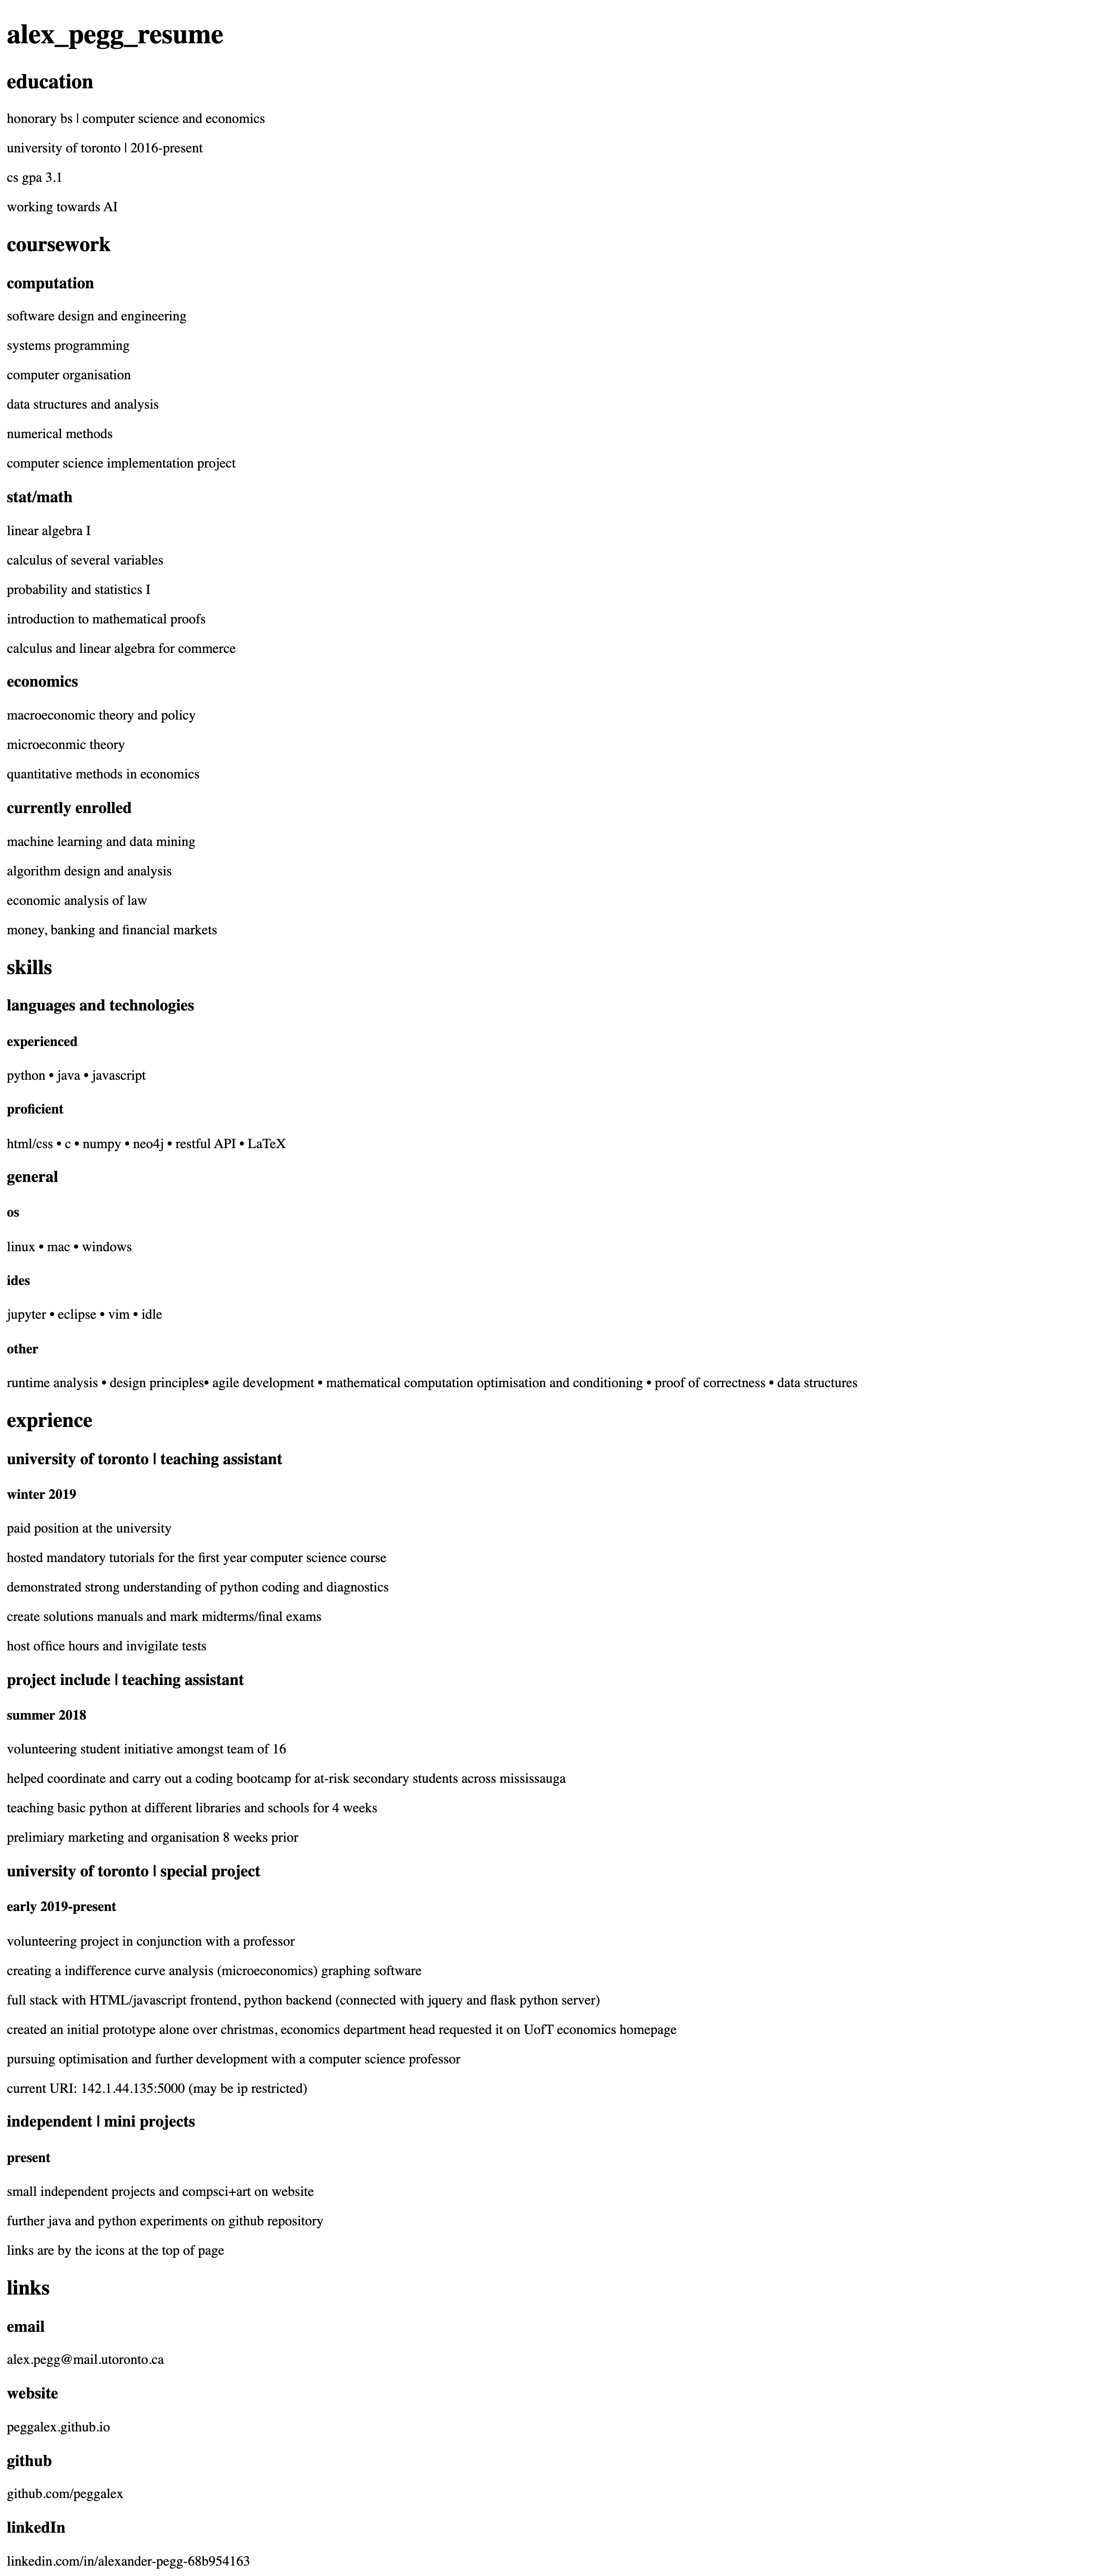 alex_pegg_resume
education
honorary bs | computer science and economics
university of toronto | 2016-present
cs gpa 3.1
working towards AI
coursework
computation
software design and engineering
systems programming
computer organisation
data structures and analysis
numerical methods
computer science implementation project
stat/math
linear algebra I
calculus of several variables
probability and statistics I
introduction to mathematical proofs
calculus and linear algebra for commerce
economics
macroeconomic theory and policy
microeconmic theory
quantitative methods in economics
currently enrolled
machine learning and data mining
algorithm design and analysis
economic analysis of law
money, banking and financial markets
skills
languages and technologies
experienced
python • java • javascript
proficient
html/css • c • numpy • neo4j • restful API • LaTeX
general
os
linux • mac • windows
ides
jupyter • eclipse • vim • idle
other
runtime analysis • design principles• agile development • mathematical computation optimisation and conditioning • proof of correctness • data structures
exprience
university of toronto | teaching assistant
winter 2019
paid position at the university
hosted mandatory tutorials for the first year computer science course
demonstrated strong understanding of python coding and diagnostics
create solutions manuals and mark midterms/final exams
host office hours and invigilate tests
project include | teaching assistant
summer 2018
volunteering student initiative amongst team of 16
helped coordinate and carry out a coding bootcamp for at-risk secondary students across mississauga
teaching basic python at different libraries and schools for 4 weeks
prelimiary marketing and organisation 8 weeks prior
university of toronto | special project
early 2019-present
volunteering project in conjunction with a professor
creating a indifference curve analysis (microeconomics) graphing software
full stack with HTML/javascript frontend, python backend (connected with jquery and flask python server)
created an initial prototype alone over christmas, economics department head requested it on UofT economics homepage
pursuing optimisation and further development with a computer science professor
current URI: 142.1.44.135:5000 (may be ip restricted)
independent | mini projects
present
small independent projects and compsci+art on website
further java and python experiments on github repository
links are by the icons at the top of page
links
email
alex.pegg@mail.utoronto.ca
website
peggalex.github.io
github
github.com/peggalex
linkedIn
linkedin.com/in/alexander-pegg-68b954163